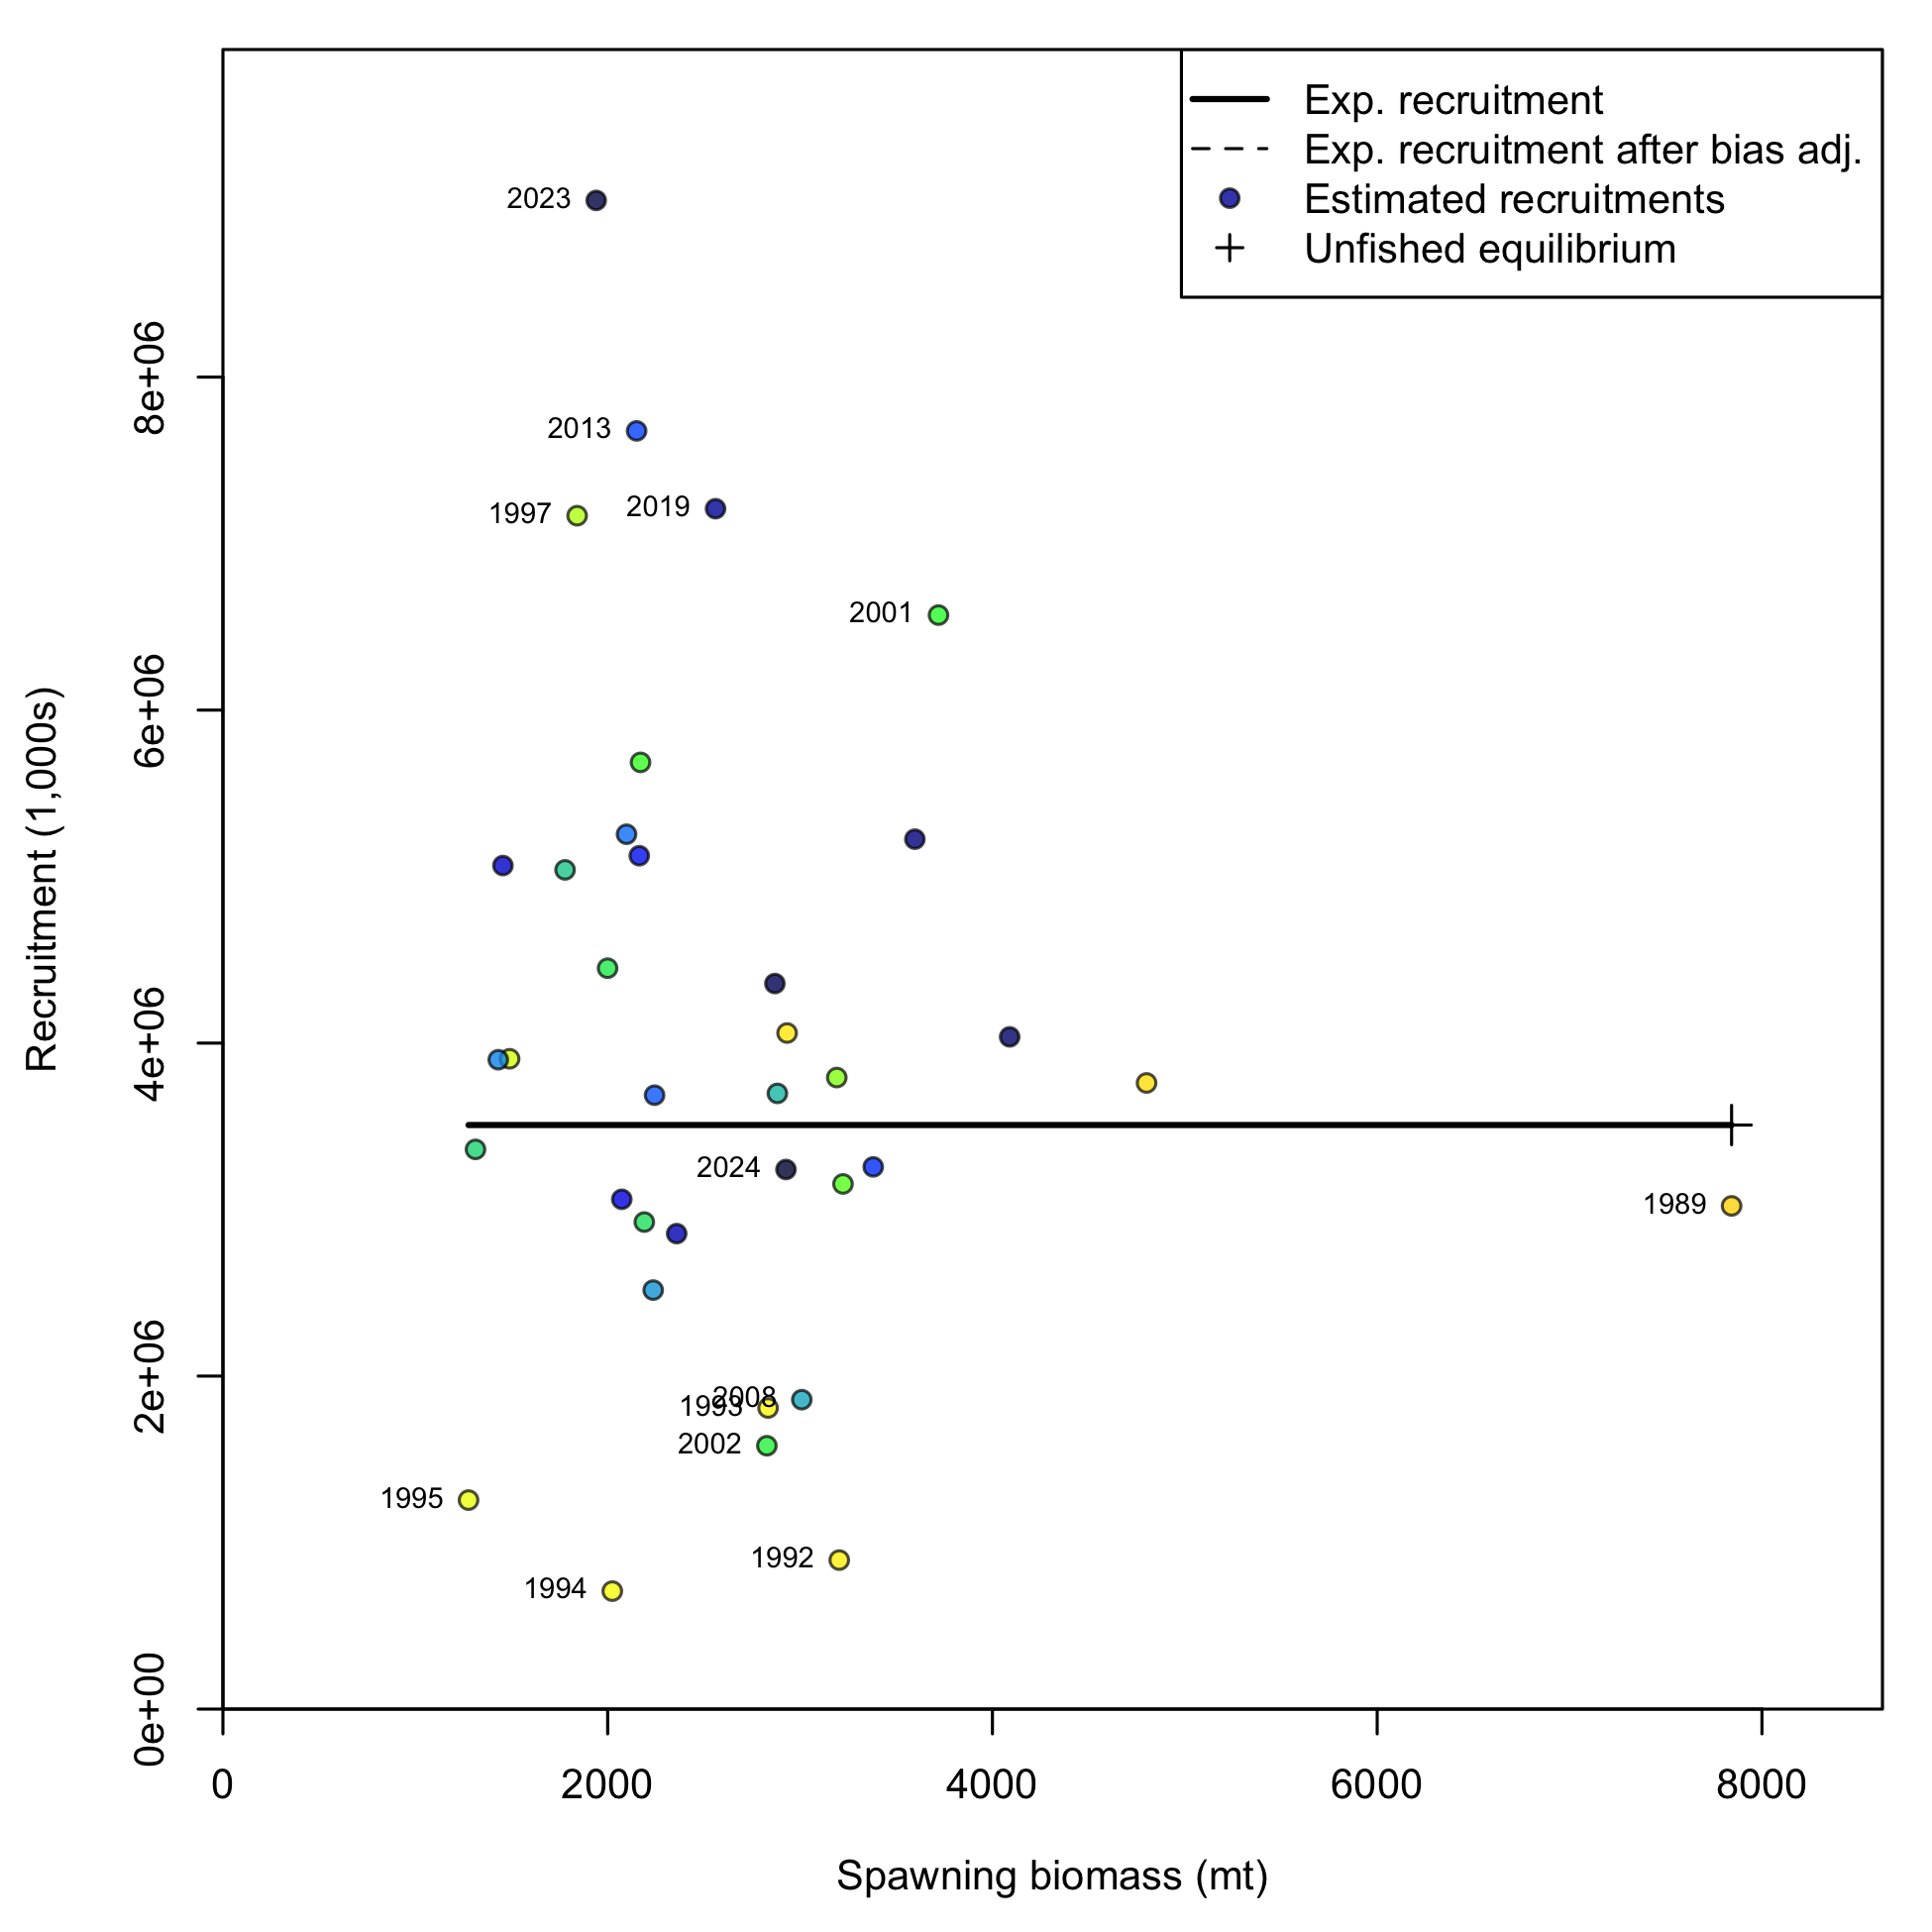 Exp. recruitment
Exp. recruitment after bias adj.
Estimated recruitments
Unfished equilibrium
2023
2013
1997
2019
2001
2024
1989
2008
1993
2002
1995
1992
1994
8e+06
6e+06
4e+06
2e+06
0e+00
Recruitment (1,000s)
0 2000 4000 6000 8000
Spawning biomass (mt)